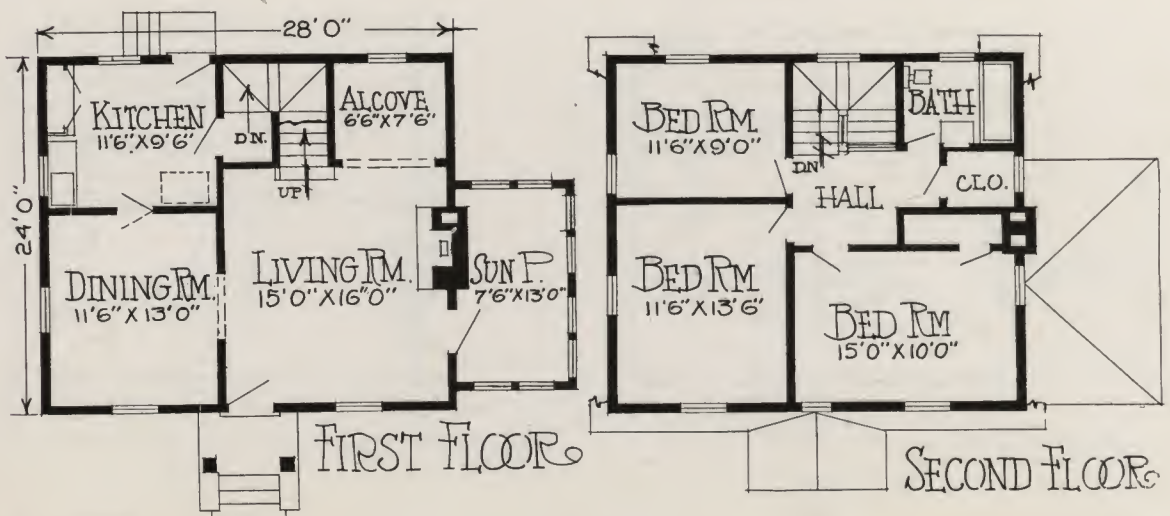 28'0"
24'0"
KITCHEN
11'6"X9'6"
DN.
UP
ALCOVE
6'6"X7'6"
DINING RM.
11'6"X13'0"
LIVING RM.
15'0"X16'0"
SUN P.
7'6"X13'0"
FIRST FLOOR
BED RM
11'6"X9'0"
DN
BATH
HALL
CLO.
BED RM
11'6"X13'6"
BED RM
15'0"X10'0"
SECOND FLOOR